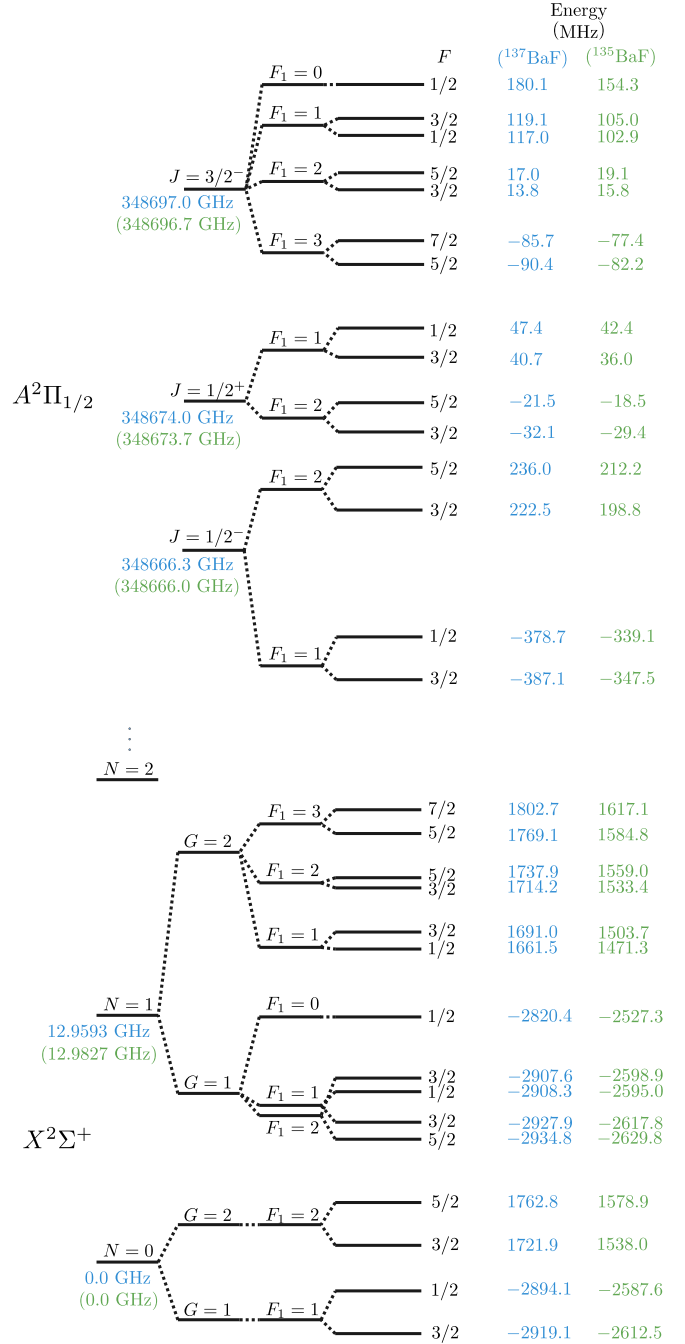 Energy
(MHz)
F (¹³⁷BaF) (¹³⁵BaF)
F₁ = 0 1/2 180.1 154.3
F₁ = 1 3/2 119.1 105.0
1/2 117.0 102.9
J = 3/2⁻ F₁ = 2 5/2 17.0 19.1
3/2 13.8 15.8
348697.0 GHz
(348696.7 GHz)
F₁ = 3 7/2 −85.7 −77.4
5/2 −90.4 −82.2
F₁ = 1 1/2 47.4 42.4
3/2 40.7 36.0
A²Π₁/₂
J = 1/2⁺ F₁ = 2 5/2 −21.5 −18.5
348674.0 GHz
(348673.7 GHz) 3/2 −32.1 −29.4
F₁ = 2 5/2 236.0 212.2
3/2 222.5 198.8
J = 1/2⁻
348666.3 GHz
(348666.0 GHz)
F₁ = 1 1/2 −378.7 −339.1
3/2 −387.1 −347.5
⋮
N = 2
F₁ = 3 7/2 1802.7 1617.1
G = 2 5/2 1769.1 1584.8
F₁ = 2 5/2 1737.9 1559.0
3/2 1714.2 1533.4
F₁ = 1 3/2 1691.0 1503.7
1/2 1661.5 1471.3
N = 1 F₁ = 0 1/2 −2820.4 −2527.3
12.9593 GHz
(12.9827 GHz)
G = 1 F₁ = 1 3/2 −2907.6 −2598.9
1/2 −2908.3 −2595.0
F₁ = 2 3/2 −2927.9 −2617.8
5/2 −2934.8 −2629.8
X²Σ⁺
G = 2 F₁ = 2 5/2 1762.8 1578.9
N = 0 3/2 1721.9 1538.0
0.0 GHz
(0.0 GHz)
G = 1 F₁ = 1 1/2 −2894.1 −2587.6
3/2 −2919.1 −2612.5